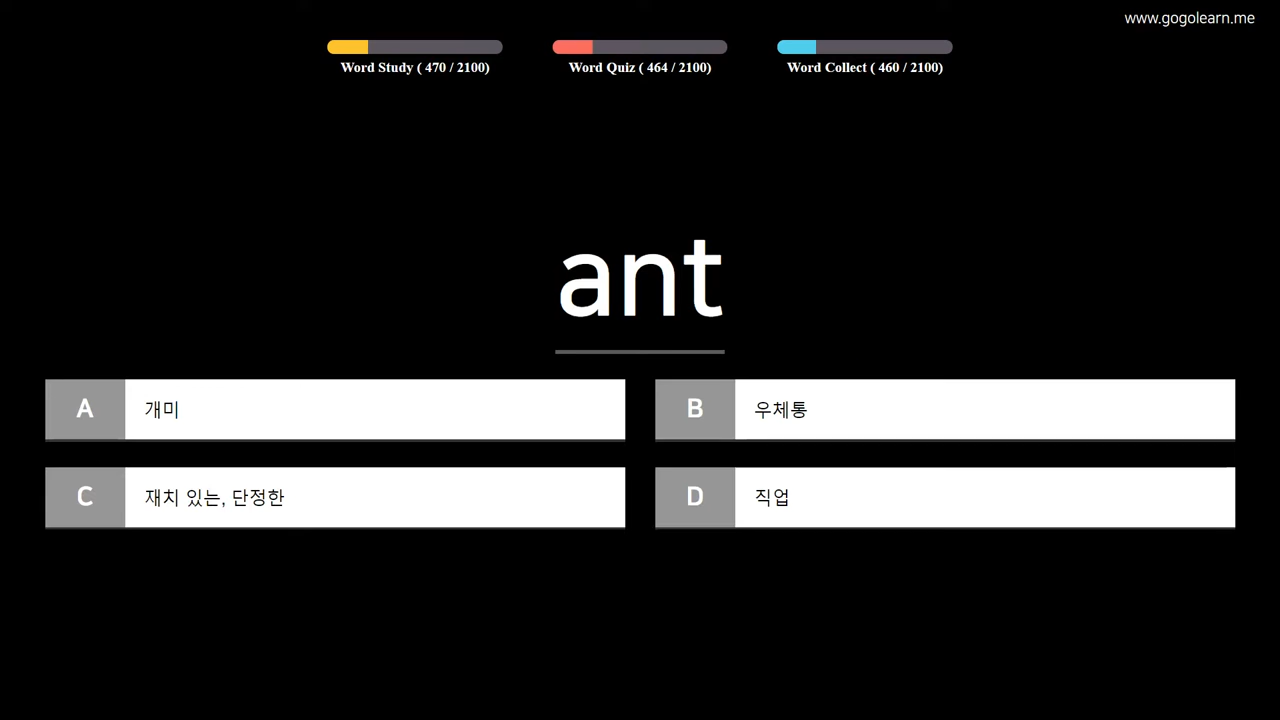 www.gogolearn.me
Word Study ( 470 / 2100)
Word Quiz ( 464 / 2100)
Word Collect ( 460 / 2100)
ant
A 개미
B 우체통
C 재치 있는, 단정한
D 직업